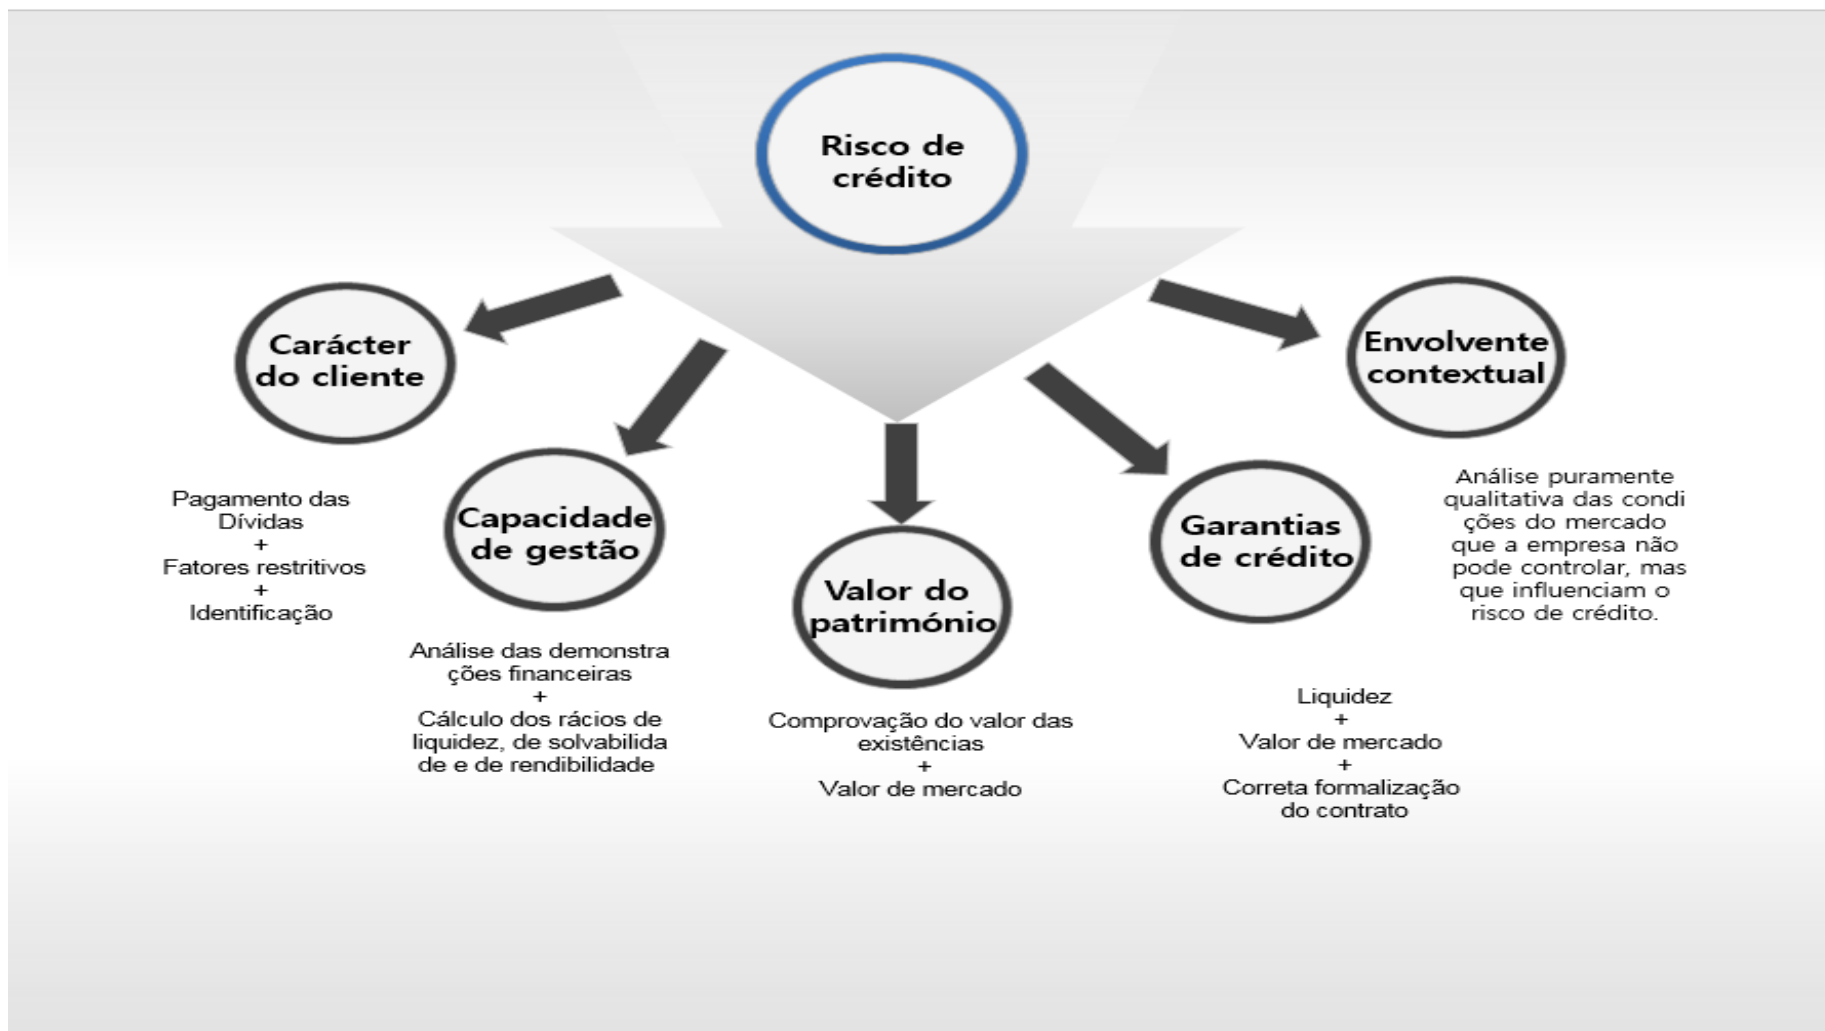 Risco de
crédito
Carácter
do cliente
Pagamento das
Dívidas
+
Fatores restritivos
+
Identificação
Capacidade
de gestão
Análise das demonstra
ções financeiras
+
Cálculo dos rácios de
liquidez, de solvabilida
de e de rendibilidade
Valor do
património
Comprovação do valor das
existências
+
Valor de mercado
Garantias
de crédito
Liquidez
+
Valor de mercado
+
Correta formalização
do contrato
Envolvente
contextual
Análise puramente
qualitativa das condi
ções do mercado
que a empresa não
pode controlar, mas
que influenciam o
risco de crédito.